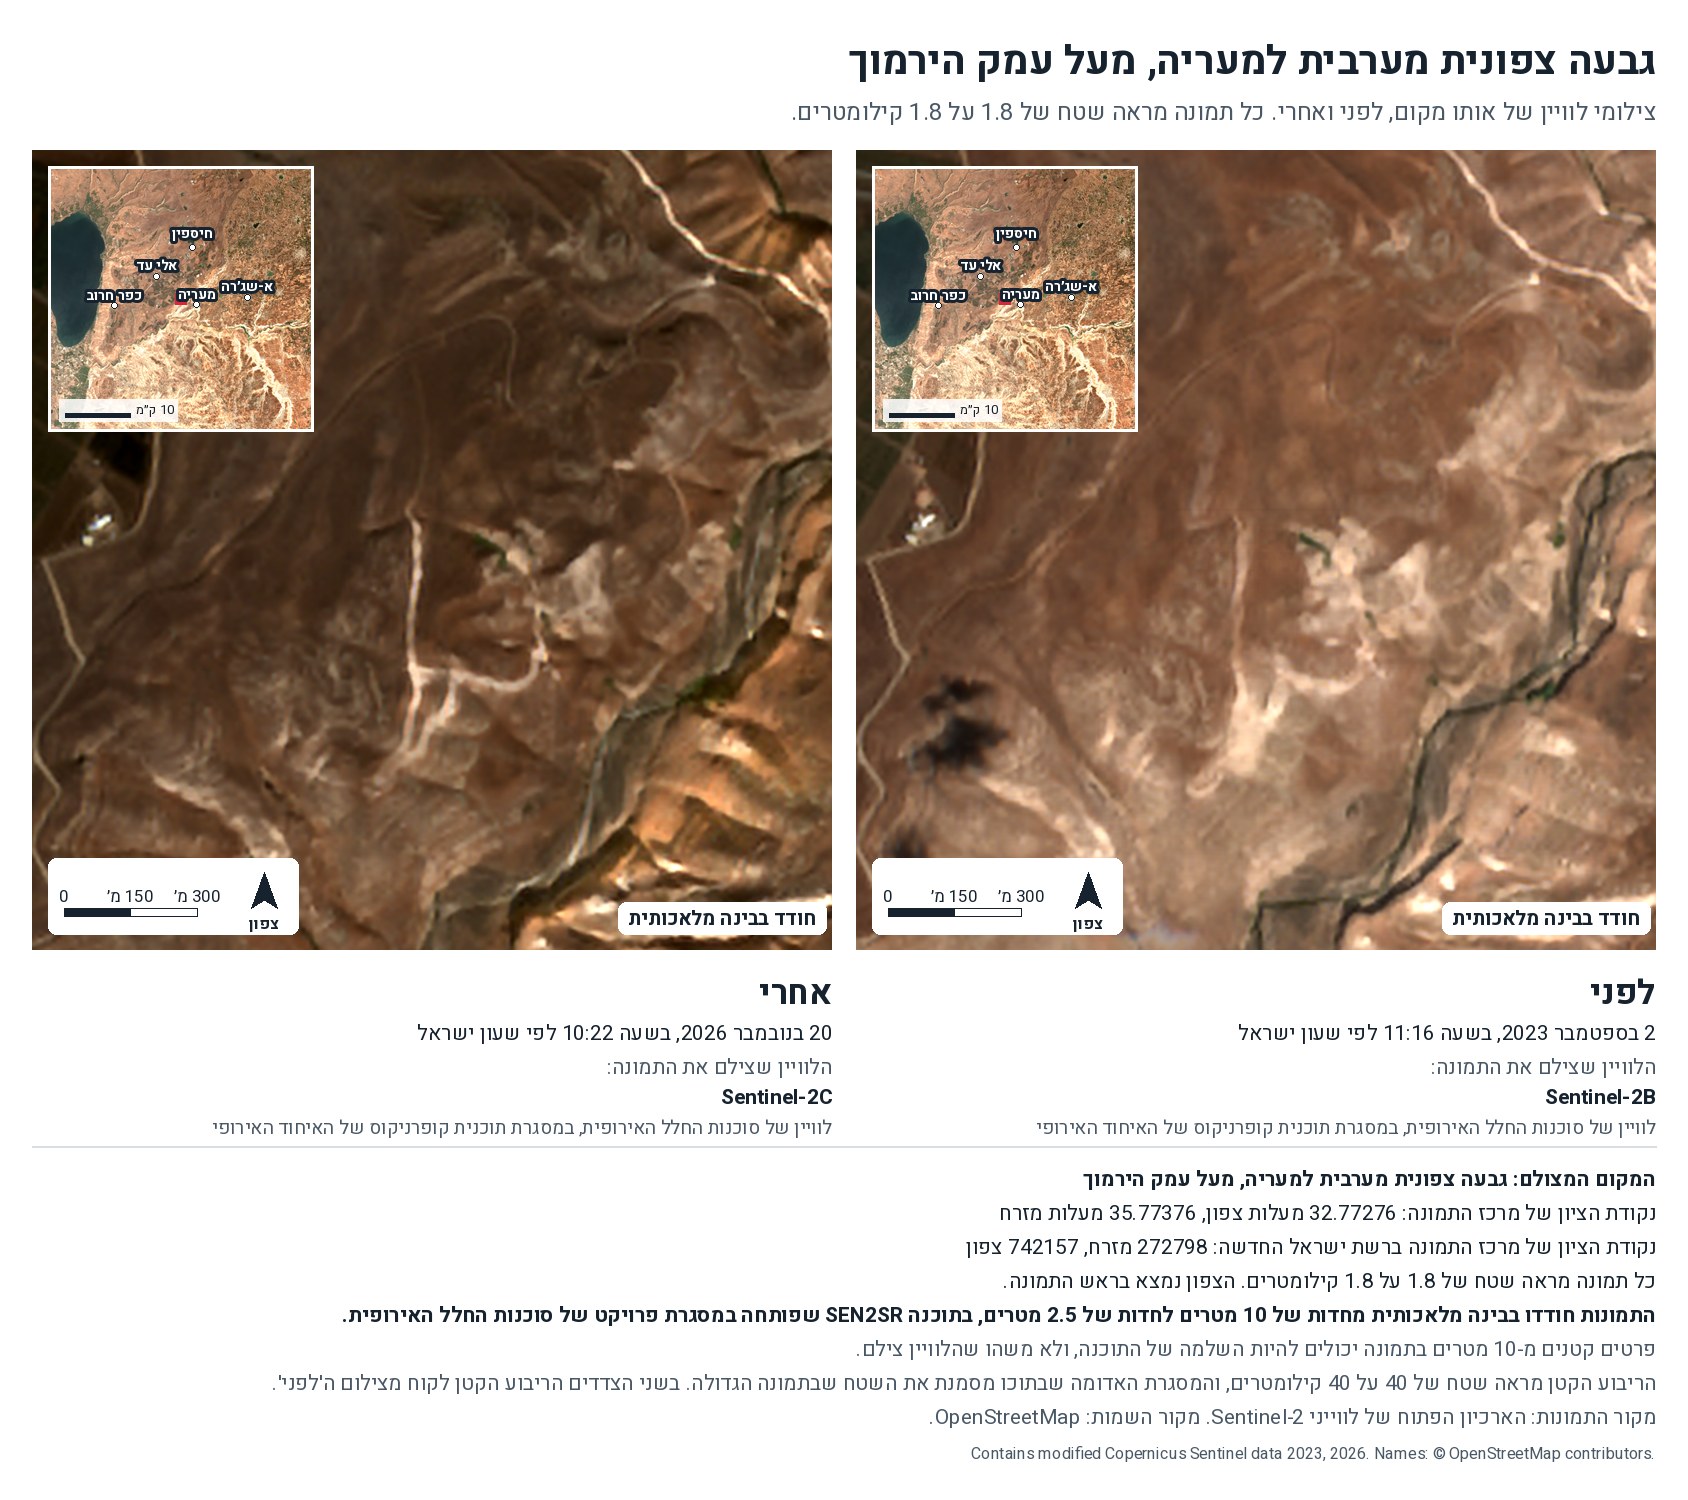 גבעה צפונית מערבית למעריה, מעל עמק הירמוך
צילומי לוויין של אותו מקום, לפני ואחרי. כל תמונה מראה שטח של 1.8 על 1.8 קילומטרים.
חיספין
אלי עד
א-שג׳רה
מעריה
כפר חרוב
10 ק״מ
0 150 מ׳ 300 מ׳
צפון
חודד בבינה מלאכותית
חיספין
אלי עד
א-שג׳רה
מעריה
כפר חרוב
10 ק״מ
0 150 מ׳ 300 מ׳
צפון
חודד בבינה מלאכותית
לפני
2 בספטמבר 2023, בשעה 11:16 לפי שעון ישראל
הלוויין שצילם את התמונה:
Sentinel-2B
לוויין של סוכנות החלל האירופית, במסגרת תוכנית קופרניקוס של האיחוד האירופי
אחרי
20 בנובמבר 2026, בשעה 10:22 לפי שעון ישראל
הלוויין שצילם את התמונה:
Sentinel-2C
לוויין של סוכנות החלל האירופית, במסגרת תוכנית קופרניקוס של האיחוד האירופי
המקום המצולם: גבעה צפונית מערבית למעריה, מעל עמק הירמוך
נקודת הציון של מרכז התמונה: 32.77276 מעלות צפון, 35.77376 מעלות מזרח
נקודת הציון של מרכז התמונה ברשת ישראל החדשה: 272798 מזרח, 742157 צפון
כל תמונה מראה שטח של 1.8 על 1.8 קילומטרים. הצפון נמצא בראש התמונה.
התמונות חודדו בבינה מלאכותית מחדות של 10 מטרים לחדות של 2.5 מטרים, בתוכנה SEN2SR שפותחה במסגרת פרויקט של סוכנות החלל האירופית.
פרטים קטנים מ-10 מטרים בתמונה יכולים להיות השלמה של התוכנה, ולא משהו שהלוויין צילם.
הריבוע הקטן מראה שטח של 40 על 40 קילומטרים, והמסגרת האדומה שבתוכו מסמנת את השטח שבתמונה הגדולה. בשני הצדדים הריבוע הקטן לקוח מצילום ה'לפני'.
מקור התמונות: הארכיון הפתוח של לווייני Sentinel-2. מקור השמות: OpenStreetMap.
Contains modified Copernicus Sentinel data 2023, 2026. Names: © OpenStreetMap contributors.